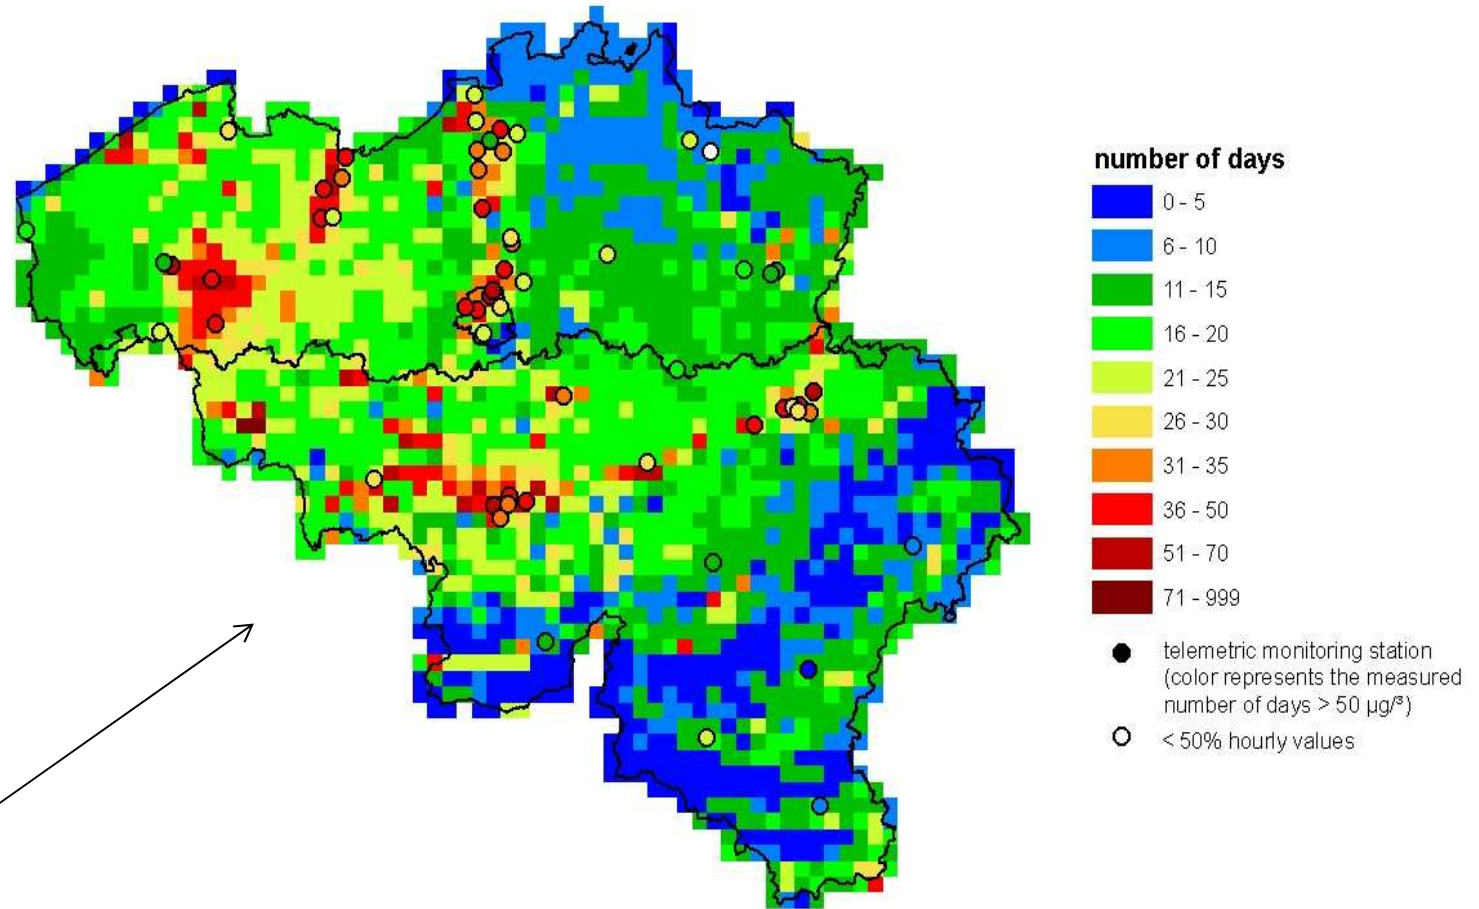 number of days
0 - 5
6 - 10
11 - 15
16 - 20
21 - 25
26 - 30
31 - 35
36 - 50
51 - 70
71 - 999
telemetric monitoring station
(color represents the measured
number of days > 50 µg/³)
< 50% hourly values